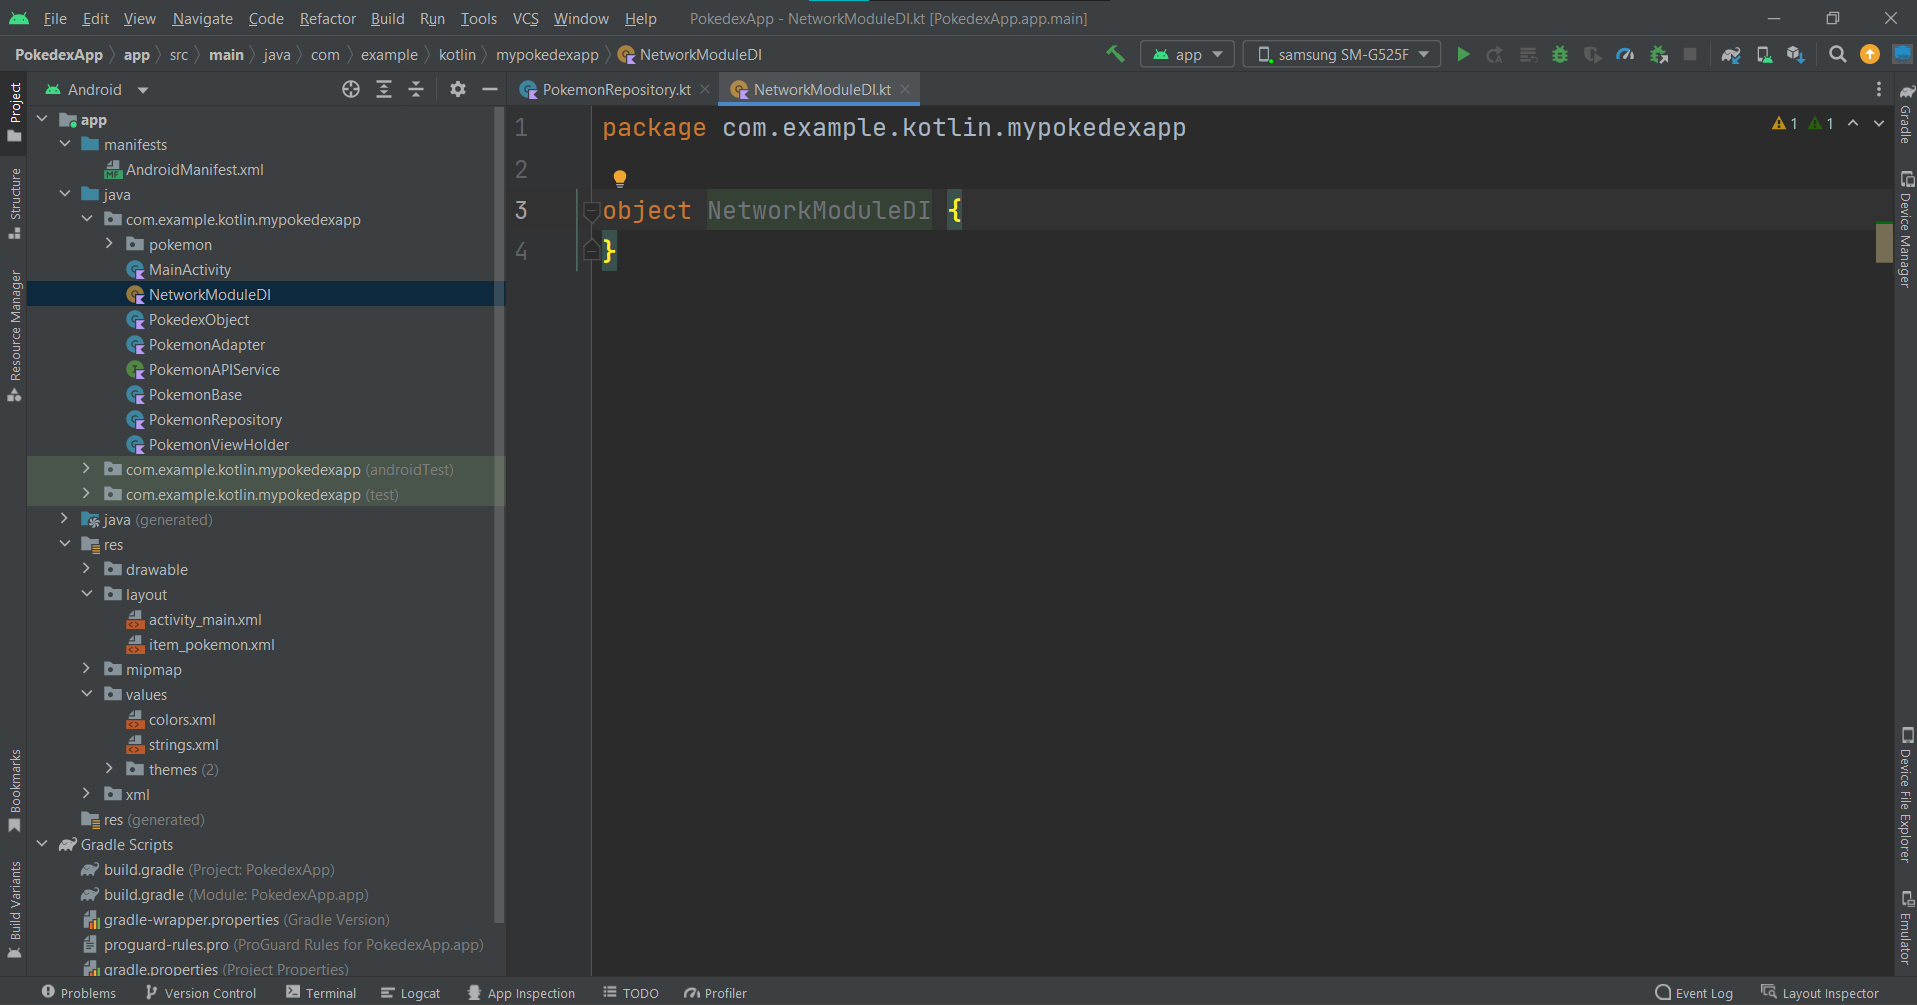 File Edit View Navigate Code Refactor Build Run Tools VCS Window Help PokedexApp - NetworkModuleDI.kt [PokedexApp.app.main]
PokedexApp app src main java com example kotlin mypokedexapp NetworkModuleDI app samsung SM-G525F
Project
Structure
Resource Manager
Bookmarks
Build Variants
Android
app
manifests
AndroidManifest.xml
java
com.example.kotlin.mypokedexapp
pokemon
MainActivity
NetworkModuleDI
PokedexObject
PokemonAdapter
PokemonAPIService
PokemonBase
PokemonRepository
PokemonViewHolder
com.example.kotlin.mypokedexapp (androidTest)
com.example.kotlin.mypokedexapp (test)
java (generated)
res
drawable
layout
activity_main.xml
item_pokemon.xml
mipmap
values
colors.xml
strings.xml
themes (2)
xml
res (generated)
Gradle Scripts
build.gradle (Project: PokedexApp)
build.gradle (Module: PokedexApp.app)
gradle-wrapper.properties (Gradle Version)
proguard-rules.pro (ProGuard Rules for PokedexApp.app)
gradle.properties (Project Properties)
PokemonRepository.kt NetworkModuleDI.kt
1 package com.example.kotlin.mypokedexapp
2
3 object NetworkModuleDI {
4 }
1 1
Gradle
Device Manager
Device File Explorer
Emulator
Problems Version Control Terminal Logcat App Inspection TODO Profiler Event Log Layout Inspector